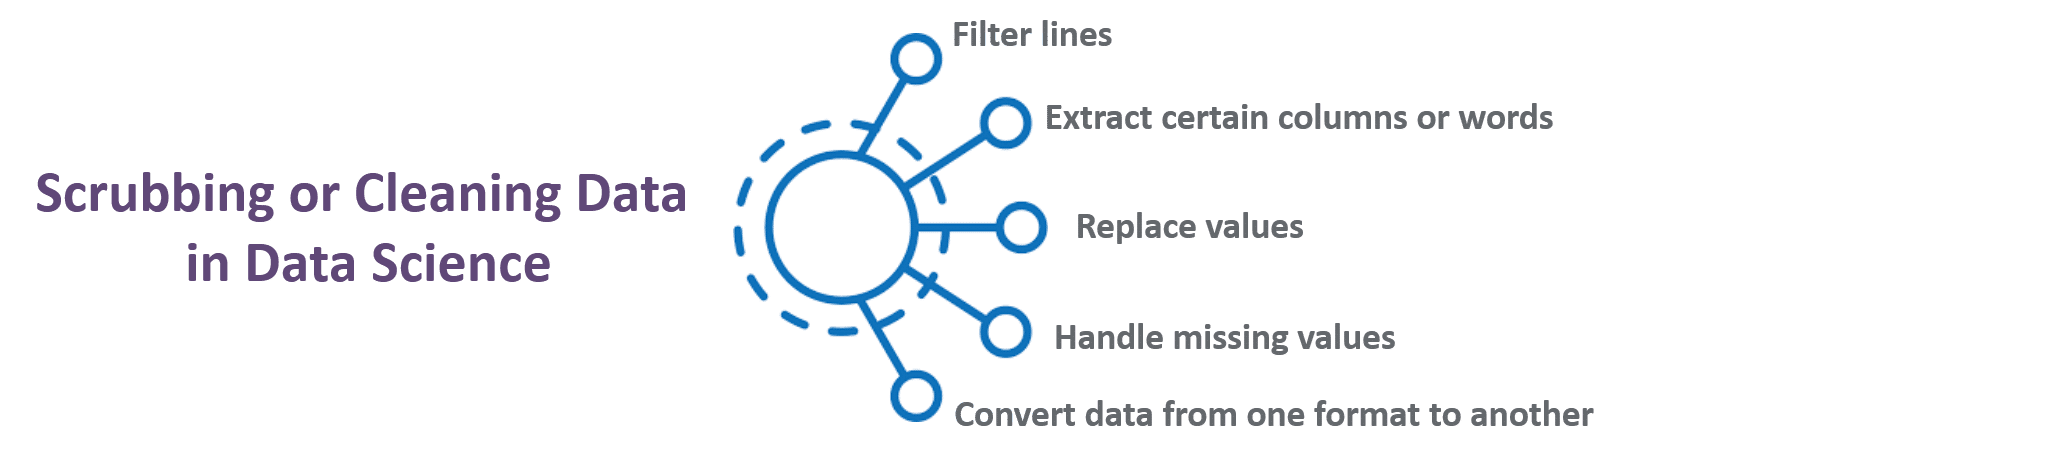 Scrubbing or Cleaning Data
in Data Science
Filter lines
Extract certain columns or words
Replace values
Handle missing values
Convert data from one format to another